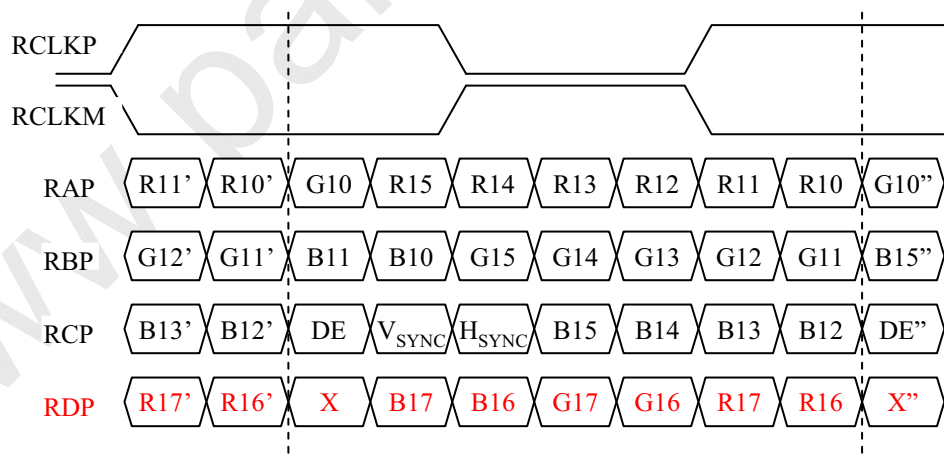 RCLKP
RCLKM
RAP R11’ R10’ G10 R15 R14 R13 R12 R11 R10 G10”
RBP G12’ G11’ B11 B10 G15 G14 G13 G12 G11 B15”
RCP B13’ B12’ DE VSYNC HSYNC B15 B14 B13 B12 DE”
RDP R17’ R16’ X B17 B16 G17 G16 R17 R16 X”